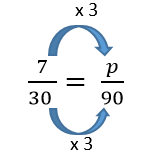 x 3
7/30 = p/90
x 3